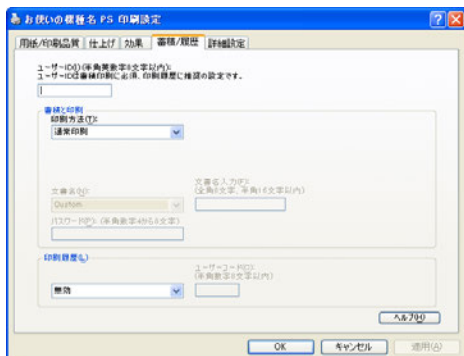 お使いの機種名 PS 印刷設定
用紙/印刷品質 仕上げ 効果 蓄積/履歴 詳細設定
ユーザーID(I):(半角英数字8文字以内):
ユーザーIDは蓄積印刷に必須、印刷履歴に推奨の設定です。
蓄積と印刷
印刷方法(T):
通常印刷
文書名(N):
文書名入力(F):
(全角8文字、半角16文字以内)
Custom
パスワード(P): (半角数字4から8文字)
印刷履歴(L)
ユーザーコード(O):
(半角数字8文字以内)
無効
ヘルプ(H)
OK キャンセル 適用(A)